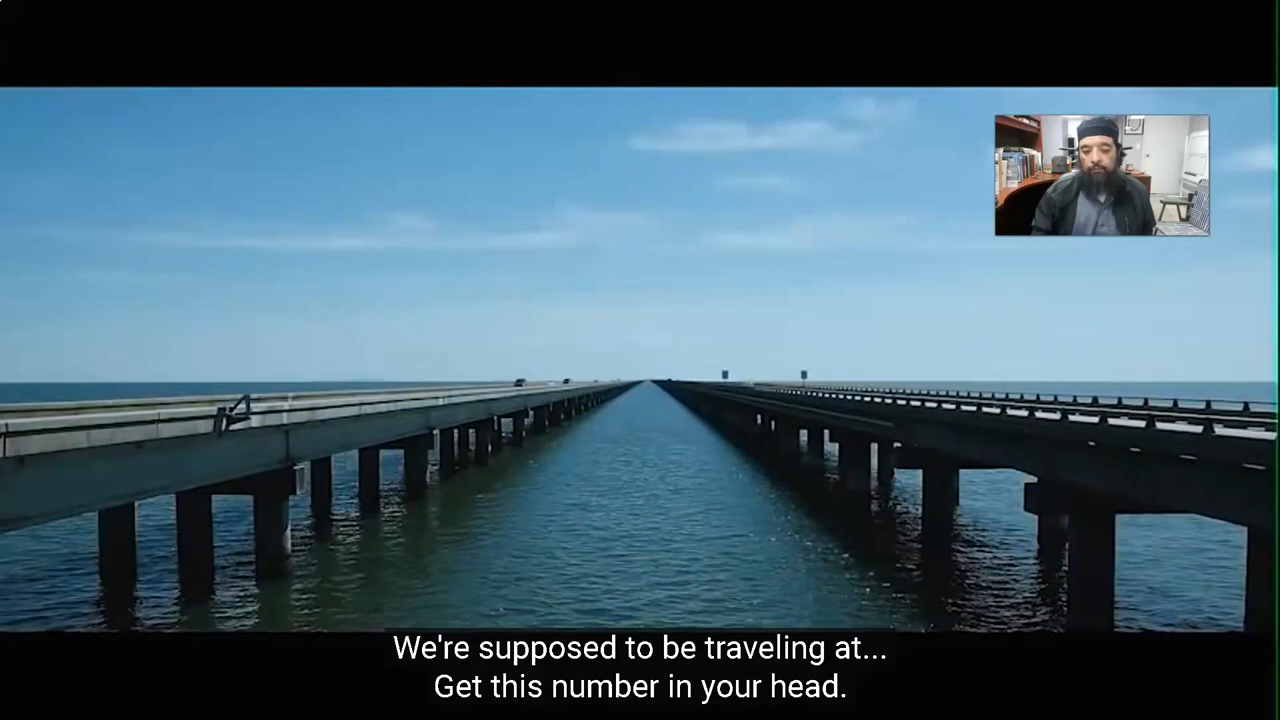 We're supposed to be traveling at...
Get this number in your head.